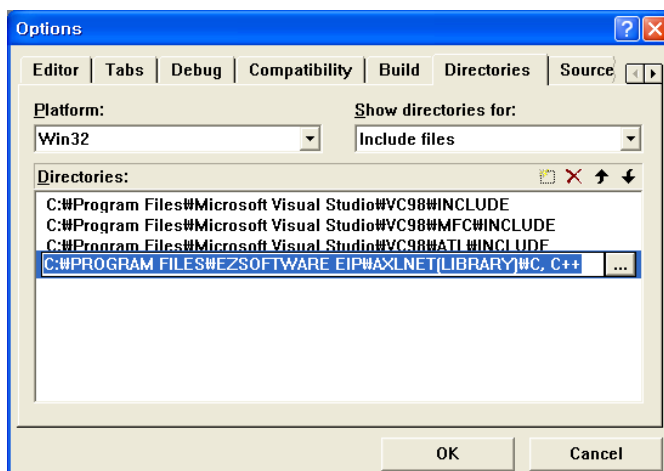 Options
Editor Tabs Debug Compatibility Build Directories Source
Platform: Show directories for:
Win32 Include files
Directories:
C:₩Program Files₩Microsoft Visual Studio₩VC98₩INCLUDE
C:₩Program Files₩Microsoft Visual Studio₩VC98₩MFC₩INCLUDE
C:₩Program Files₩Microsoft Visual Studio₩VC98₩ATL₩INCLUDE
C:₩PROGRAM FILES₩EZSOFTWARE EIP₩AXLNET(LIBRARY)₩C, C++ ...
OK Cancel